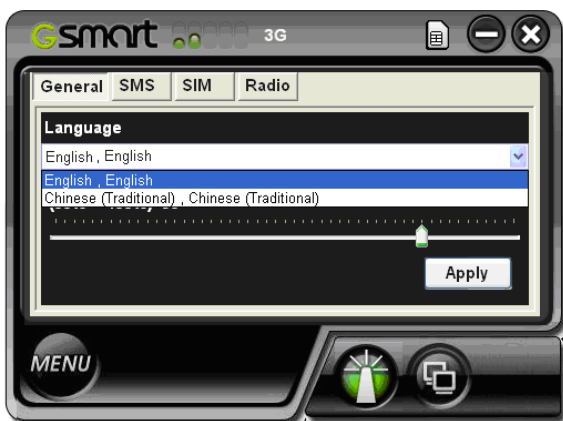 Gsmart
3G
General SMS SIM Radio
Language
English , English
English , English
Chinese (Traditional) , Chinese (Traditional)
Apply
MENU